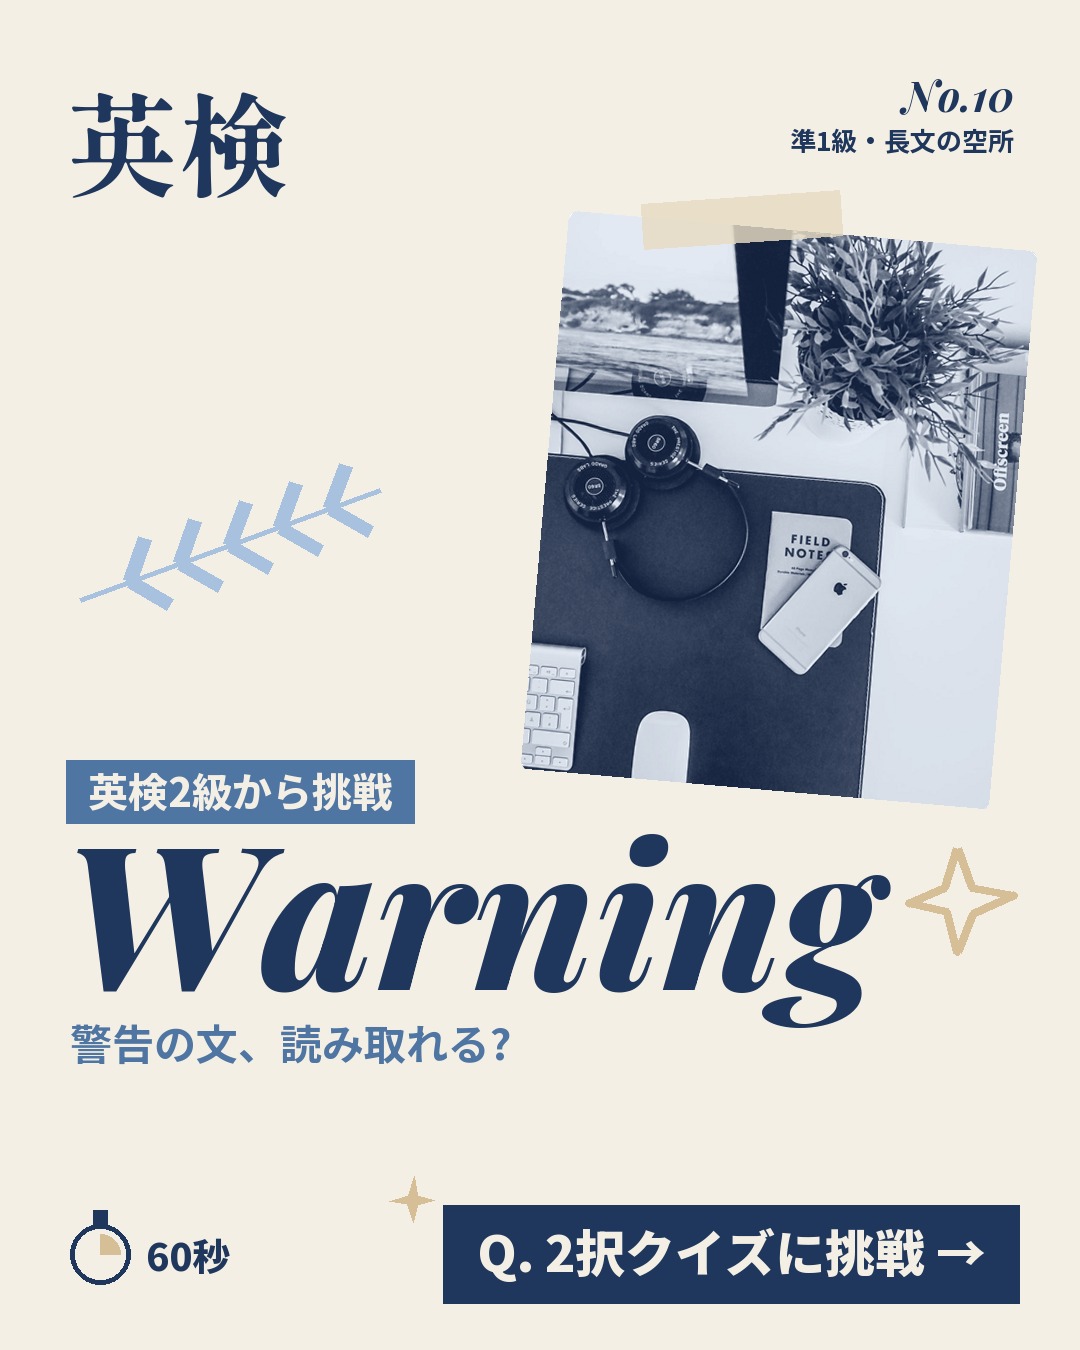 英検
No.10
準1級・長文の空所
Offscreen
FIELD
NOTES
英検2級から挑戦
Warning
警告の文、読み取れる?
60秒
Q. 2択クイズに挑戦 →